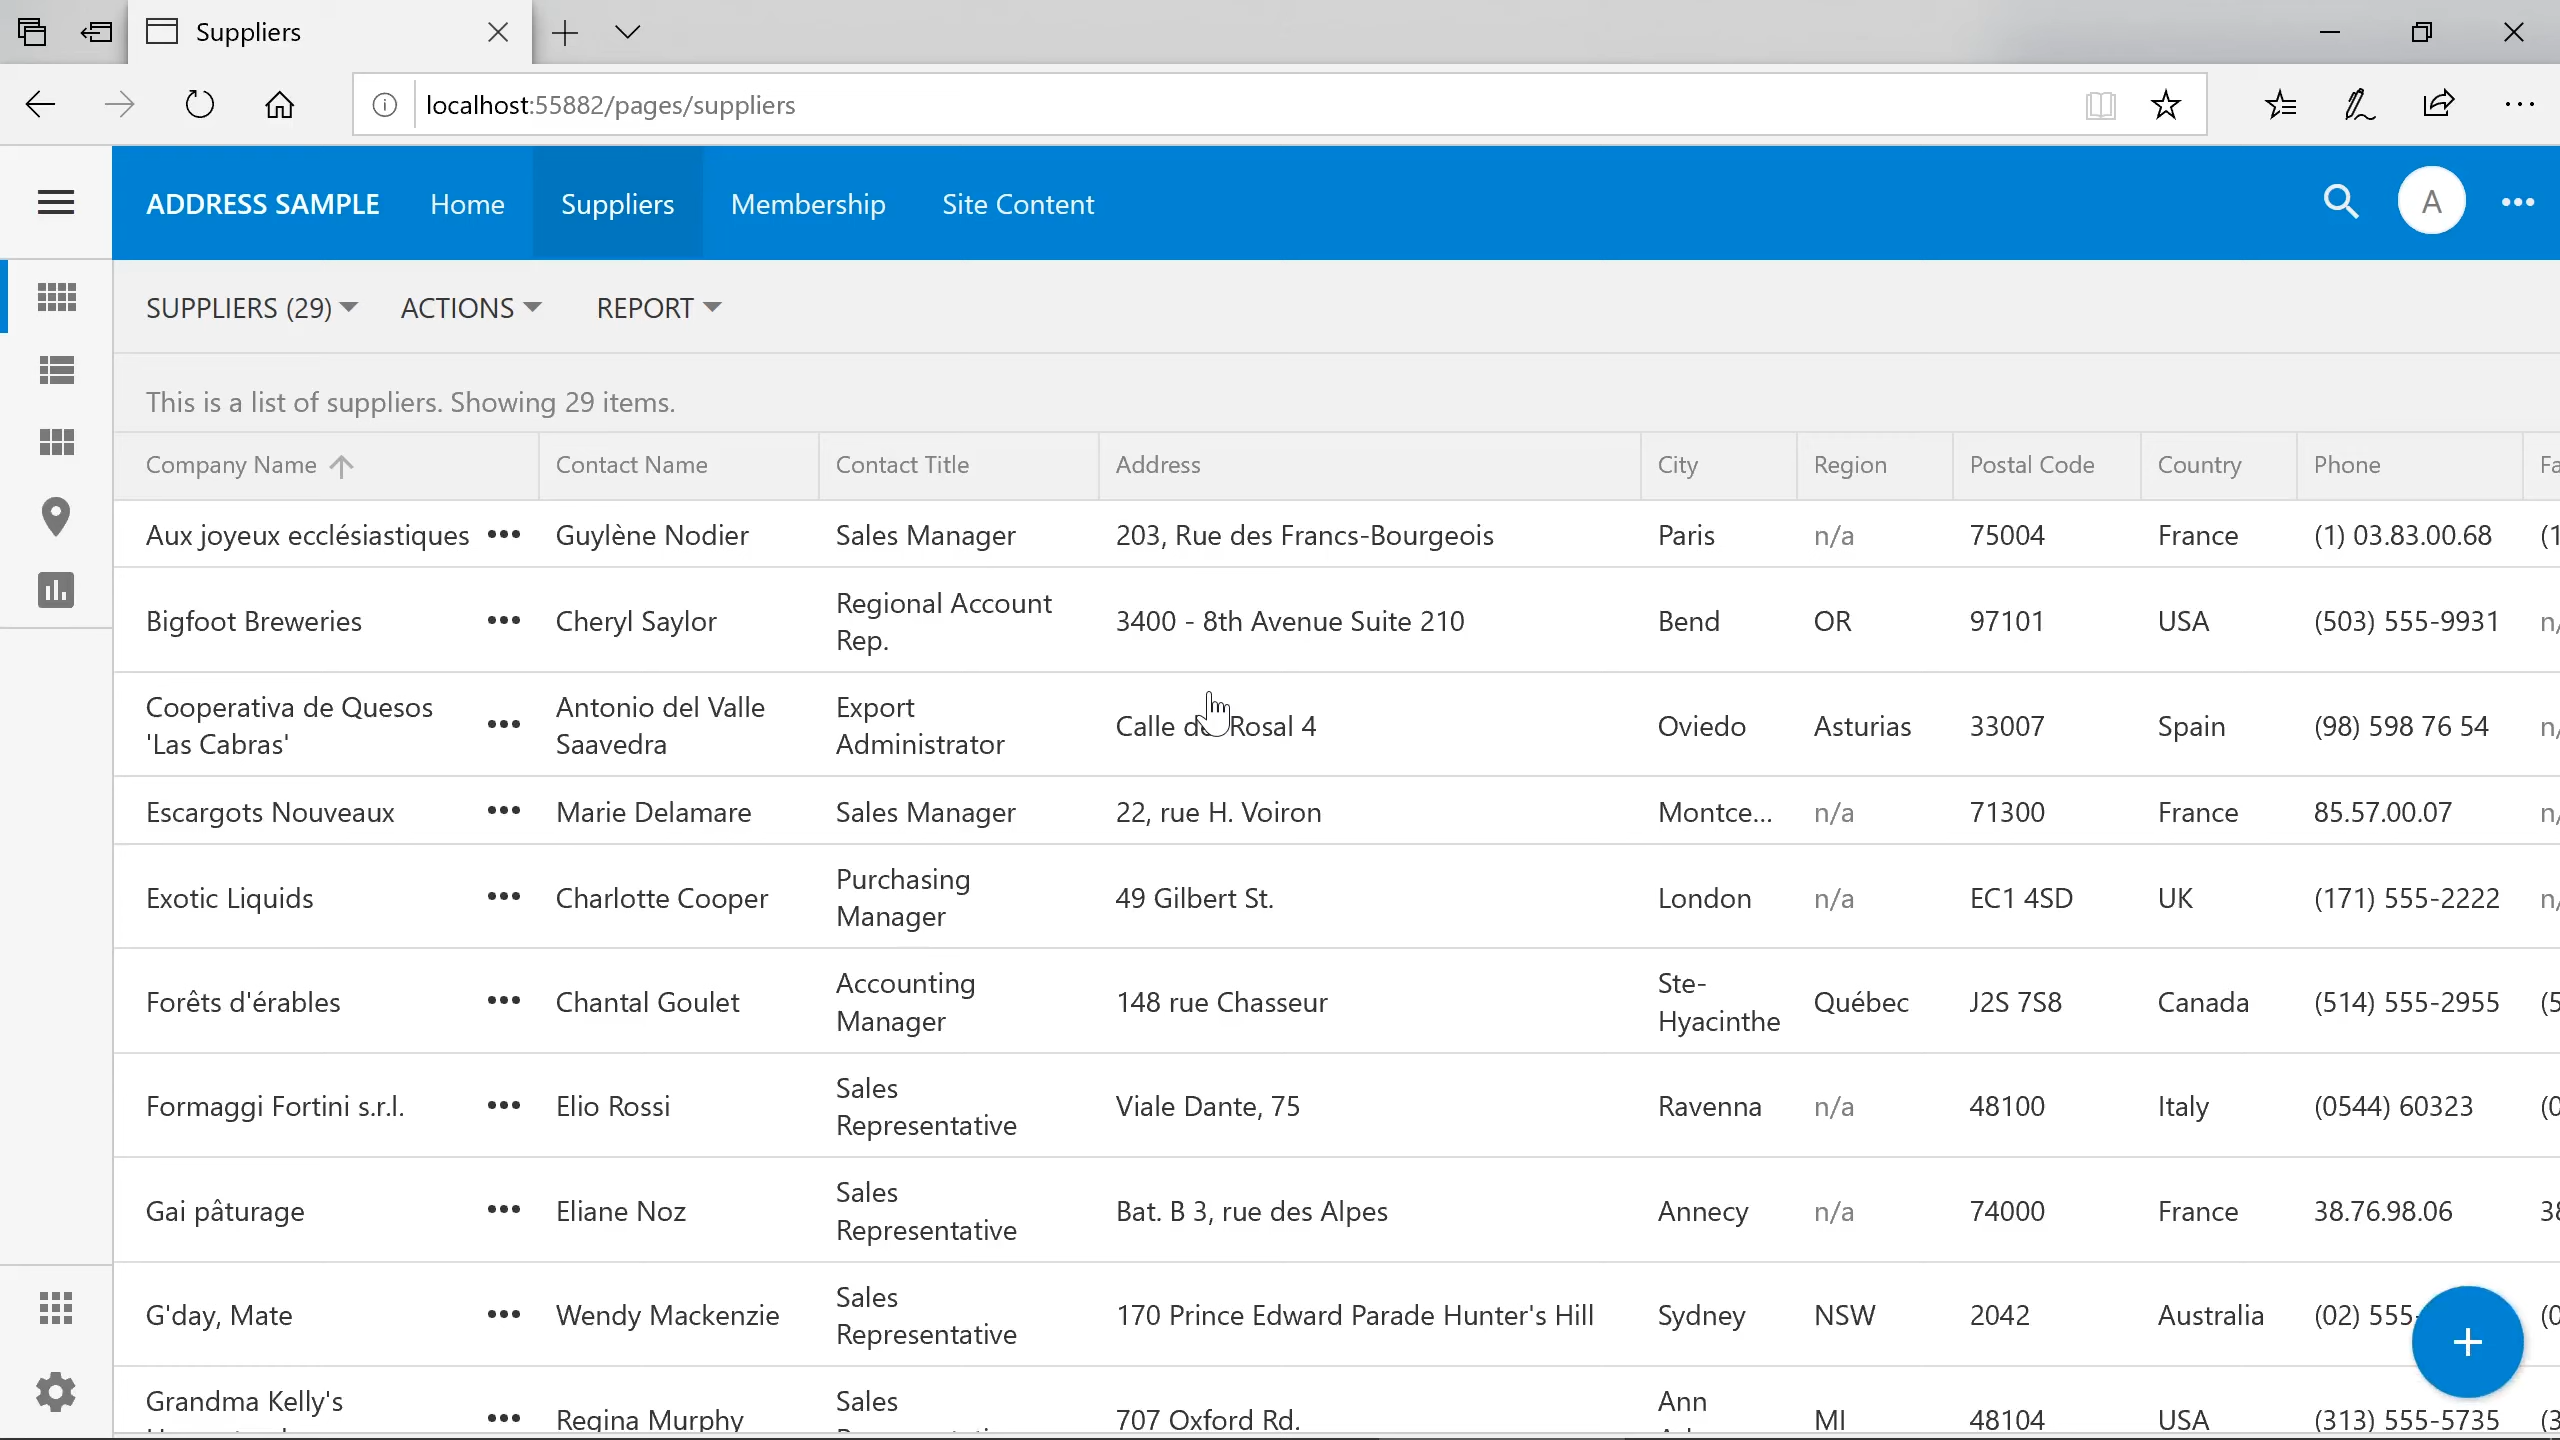 Suppliers
localhost:55882/pages/suppliers
ADDRESS SAMPLE Home Suppliers Membership Site Content A
SUPPLIERS (29) ACTIONS REPORT
This is a list of suppliers. Showing 29 items.
Company Name Contact Name Contact Title Address City Region Postal Code Country Phone
Aux joyeux ecclésiastiques Guylène Nodier Sales Manager 203, Rue des Francs-Bourgeois Paris n/a 75004 France (1) 03.83.00.68
Bigfoot Breweries Cheryl Saylor Regional Account
Rep. 3400 - 8th Avenue Suite 210 Bend OR 97101 USA (503) 555-9931
Cooperativa de Quesos
'Las Cabras' Antonio del Valle
Saavedra Export
Administrator Calle Rosal 4 Oviedo Asturias 33007 Spain (98) 598 76 54
Escargots Nouveaux Marie Delamare Sales Manager 22, rue H. Voiron Montce... n/a 71300 France 85.57.00.07
Exotic Liquids Charlotte Cooper Purchasing
Manager 49 Gilbert St. London n/a EC1 4SD UK (171) 555-2222
Forêts d'érables Chantal Goulet Accounting
Manager 148 rue Chasseur Ste-
Hyacinthe Québec J2S 7S8 Canada (514) 555-2955
Formaggi Fortini s.r.l. Elio Rossi Sales
Representative Viale Dante, 75 Ravenna n/a 48100 Italy (0544) 60323
Gai pâturage Eliane Noz Sales
Representative Bat. B 3, rue des Alpes Annecy n/a 74000 France 38.76.98.06
G'day, Mate Wendy Mackenzie Sales
Representative 170 Prince Edward Parade Hunter's Hill Sydney NSW 2042 Australia (02) 555-
Grandma Kelly's Regina Murphy Sales 707 Oxford Rd. Ann MI 48104 USA (313) 555-5735